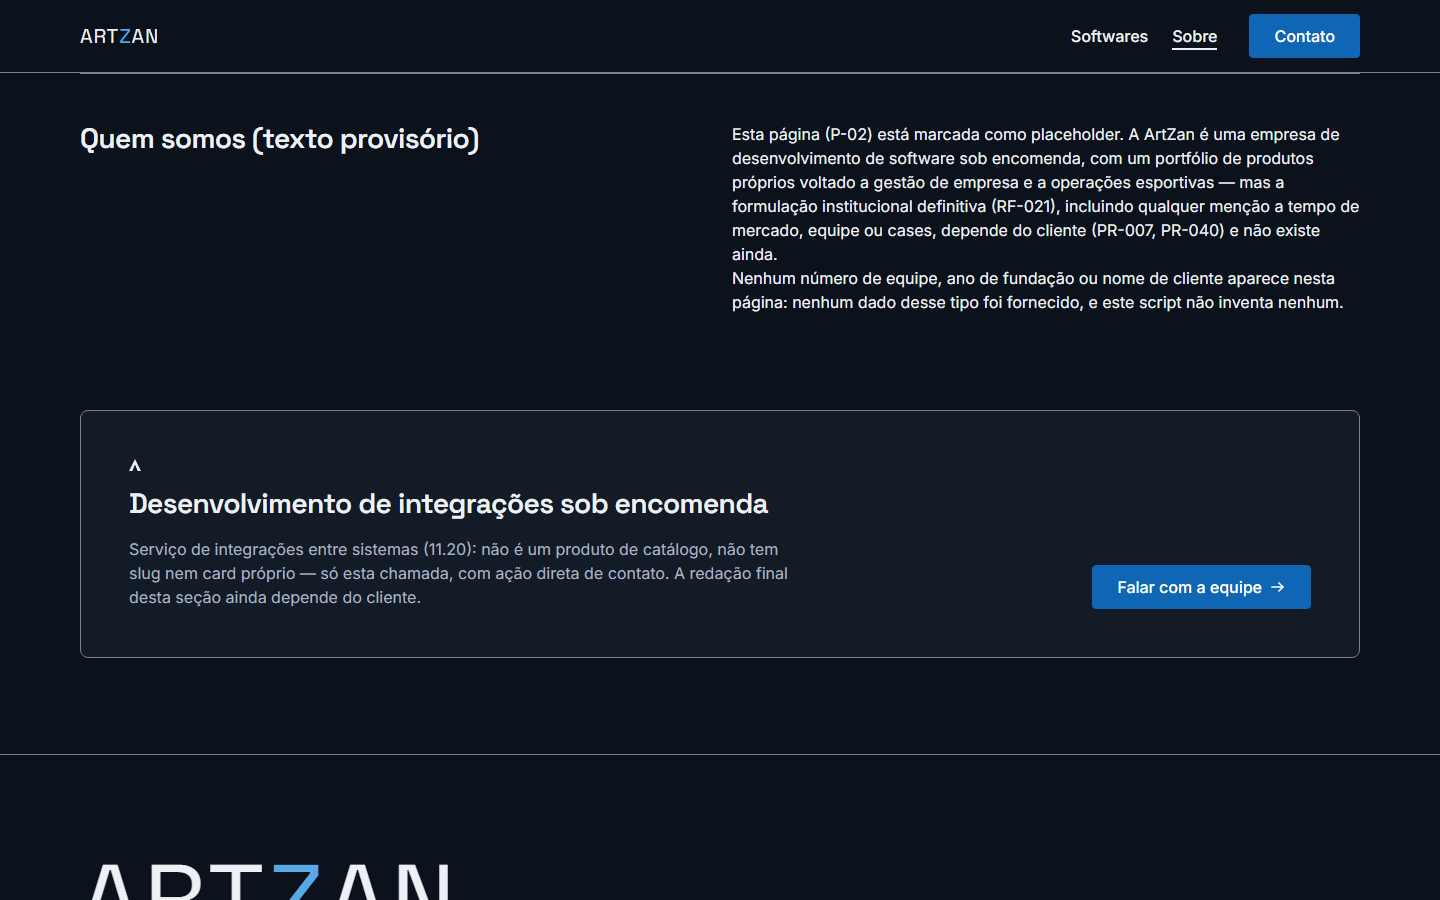 ARTZAN
Softwares
Sobre
Contato
Quem somos (texto provisório)
Esta página (P-02) está marcada como placeholder. A ArtZan é uma empresa de
desenvolvimento de software sob encomenda, com um portfólio de produtos
próprios voltado a gestão de empresa e a operações esportivas — mas a
formulação institucional definitiva (RF-021), incluindo qualquer menção a tempo de
mercado, equipe ou cases, depende do cliente (PR-007, PR-040) e não existe
ainda.
Nenhum número de equipe, ano de fundação ou nome de cliente aparece nesta
página: nenhum dado desse tipo foi fornecido, e este script não inventa nenhum.
Desenvolvimento de integrações sob encomenda
Serviço de integrações entre sistemas (11.20): não é um produto de catálogo, não tem
slug nem card próprio — só esta chamada, com ação direta de contato. A redação final
desta seção ainda depende do cliente.
Falar com a equipe →
ARTZAN